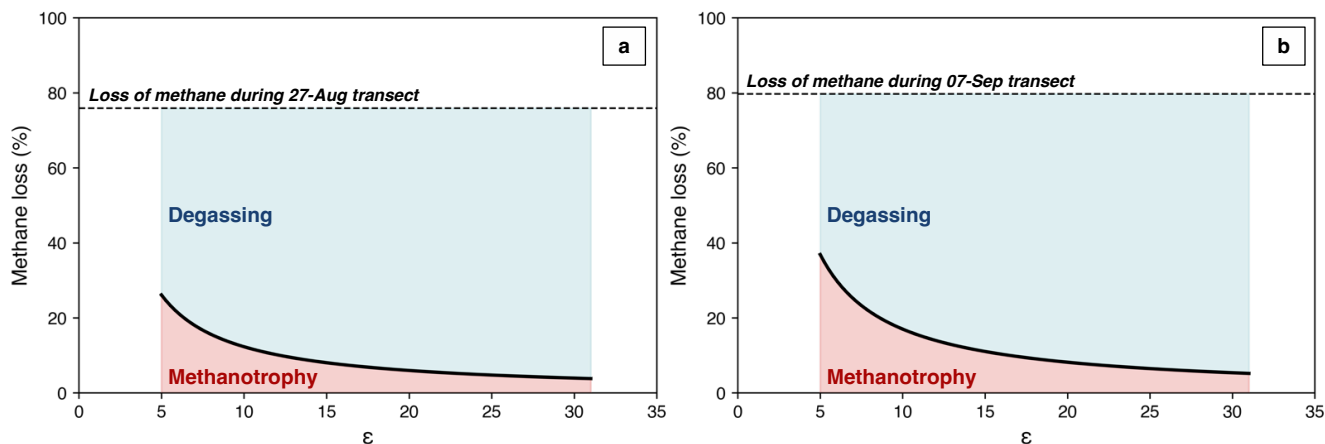 a
Loss of methane during 27-Aug transect
Degassing
Methanotrophy
Methane loss (%)
100
80
60
40
20
0
0 5 10 15 20 25 30 35
ε
b
Loss of methane during 07-Sep transect
Degassing
Methanotrophy
Methane loss (%)
100
80
60
40
20
0
0 5 10 15 20 25 30 35
ε